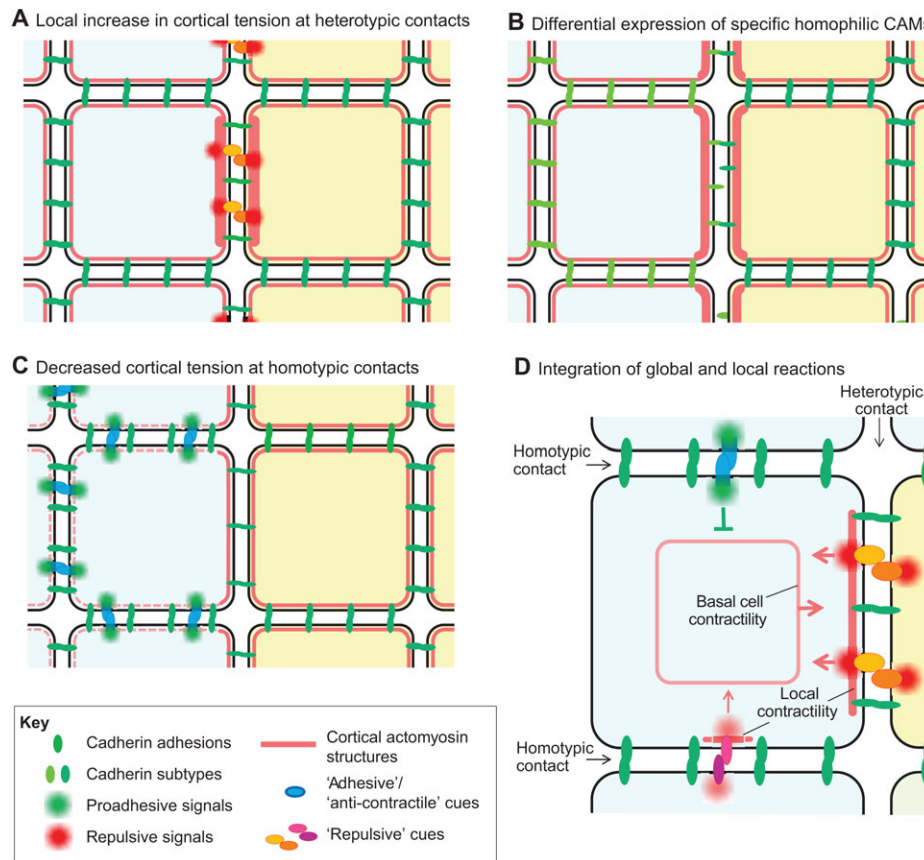 A Local increase in cortical tension at heterotypic contacts
B Differential expression of specific homophilic CAMs
C Decreased cortical tension at homotypic contacts
D Integration of global and local reactions
Heterotypic
contact
Homotypic
contact
Basal cell
contractility
Local
contractility
Homotypic
contact
Key
Cadherin adhesions
Cadherin subtypes
Proadhesive signals
Repulsive signals
Cortical actomyosin
structures
‘Adhesive’/
‘anti-contractile’ cues
‘Repulsive’ cues